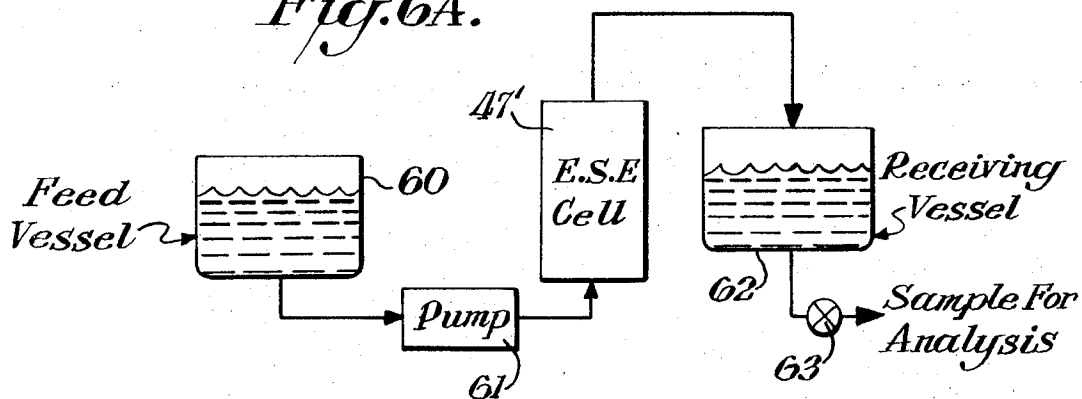 Fig.6A.
47'
E.S.E
Cell
60
Feed
Vessel
Pump
61
Receiving
Vessel
62
Sample For
Analysis
63